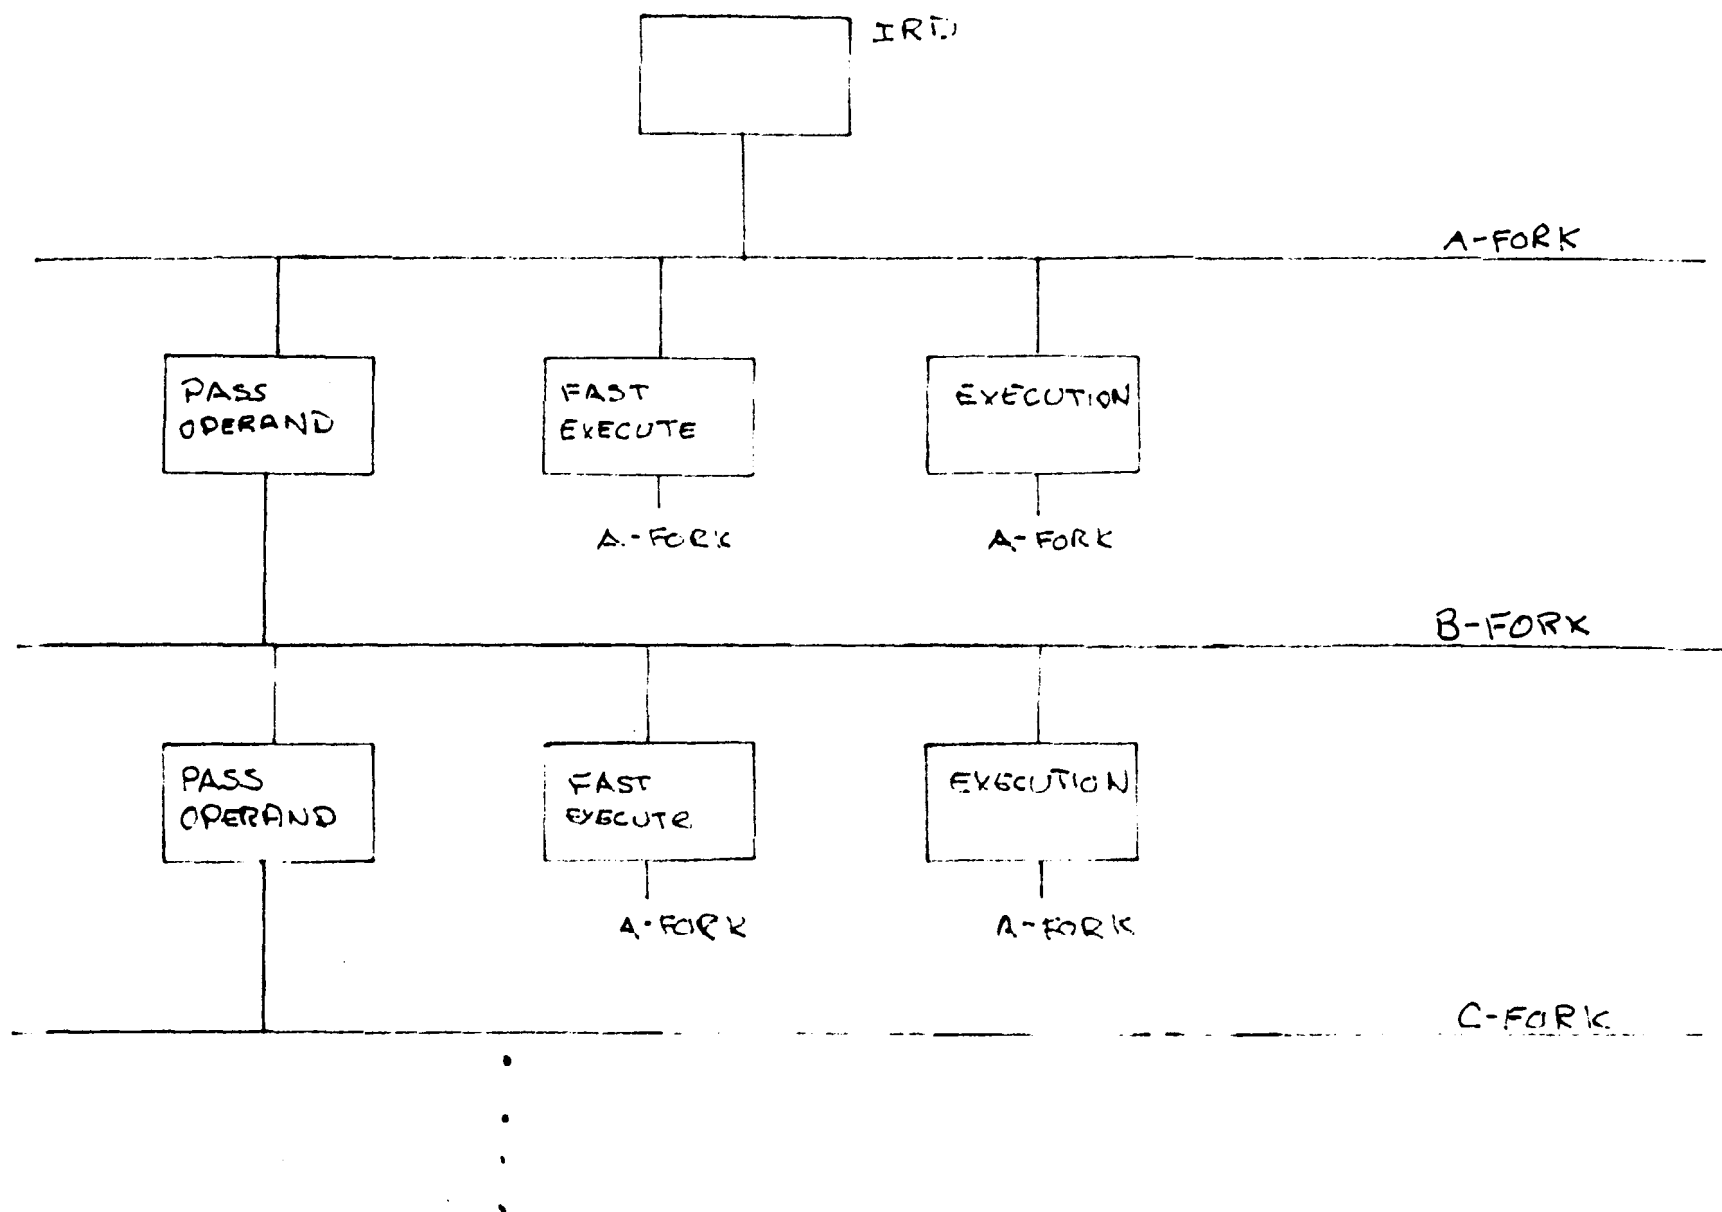 IRD
A-FORK
PASS
OPERAND
FAST
EXECUTE
EXECUTION
A-FORK
A-FORK
B-FORK
PASS
OPERAND
FAST
EXECUTE
EXECUTION
A-FORK
A-FORK
C-FORK